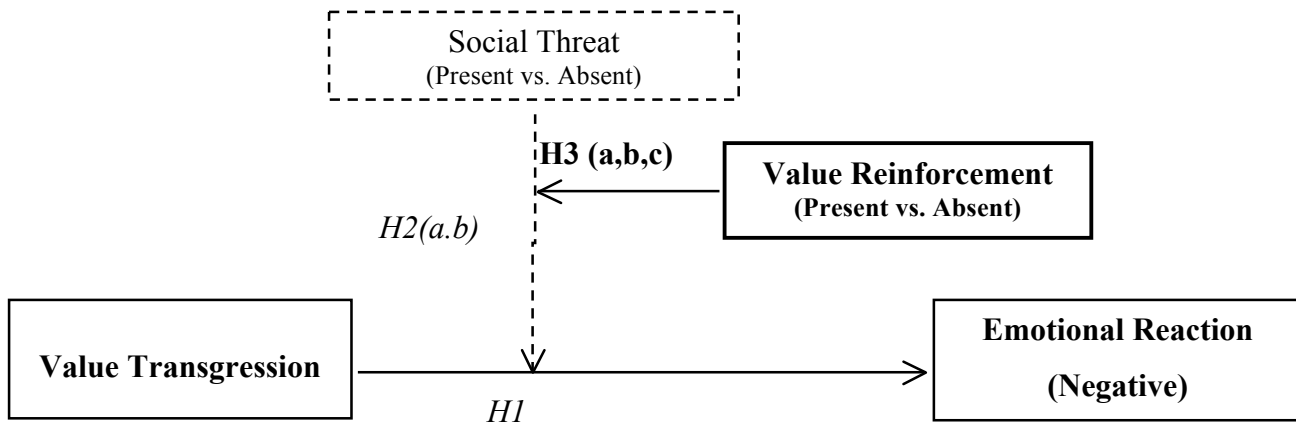 Social Threat
(Present vs. Absent)
H3 (a,b,c)
Value Reinforcement
(Present vs. Absent)
H2(a.b)
Value Transgression
Emotional Reaction
(Negative)
H1